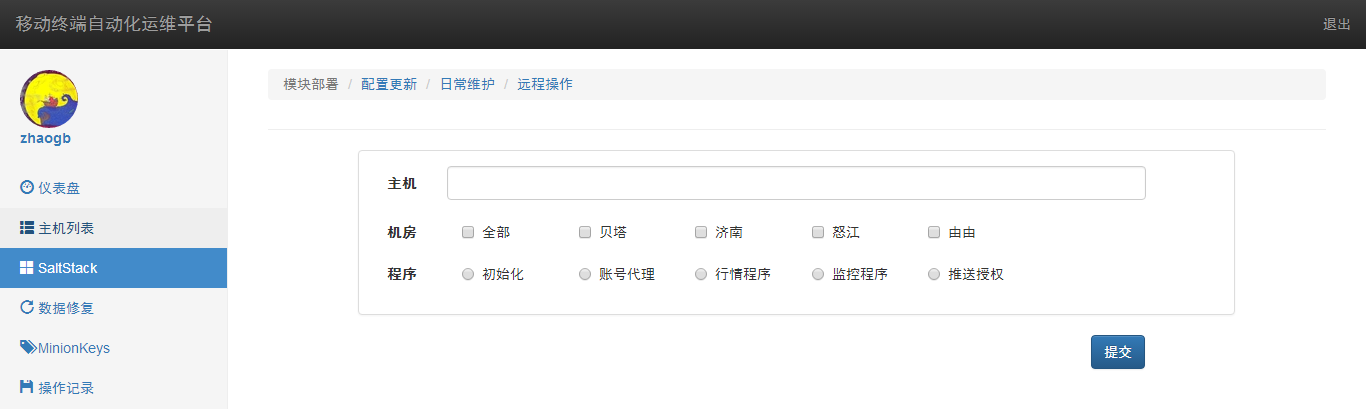 移动终端自动化运维平台 退出
zhaogb
仪表盘
主机列表
SaltStack
数据修复
MinionKeys
操作记录
模块部署 / 配置更新 / 日常维护 / 远程操作
主机
机房 全部 贝塔 济南 怒江 由由
程序 初始化 账号代理 行情程序 监控程序 推送授权
提交